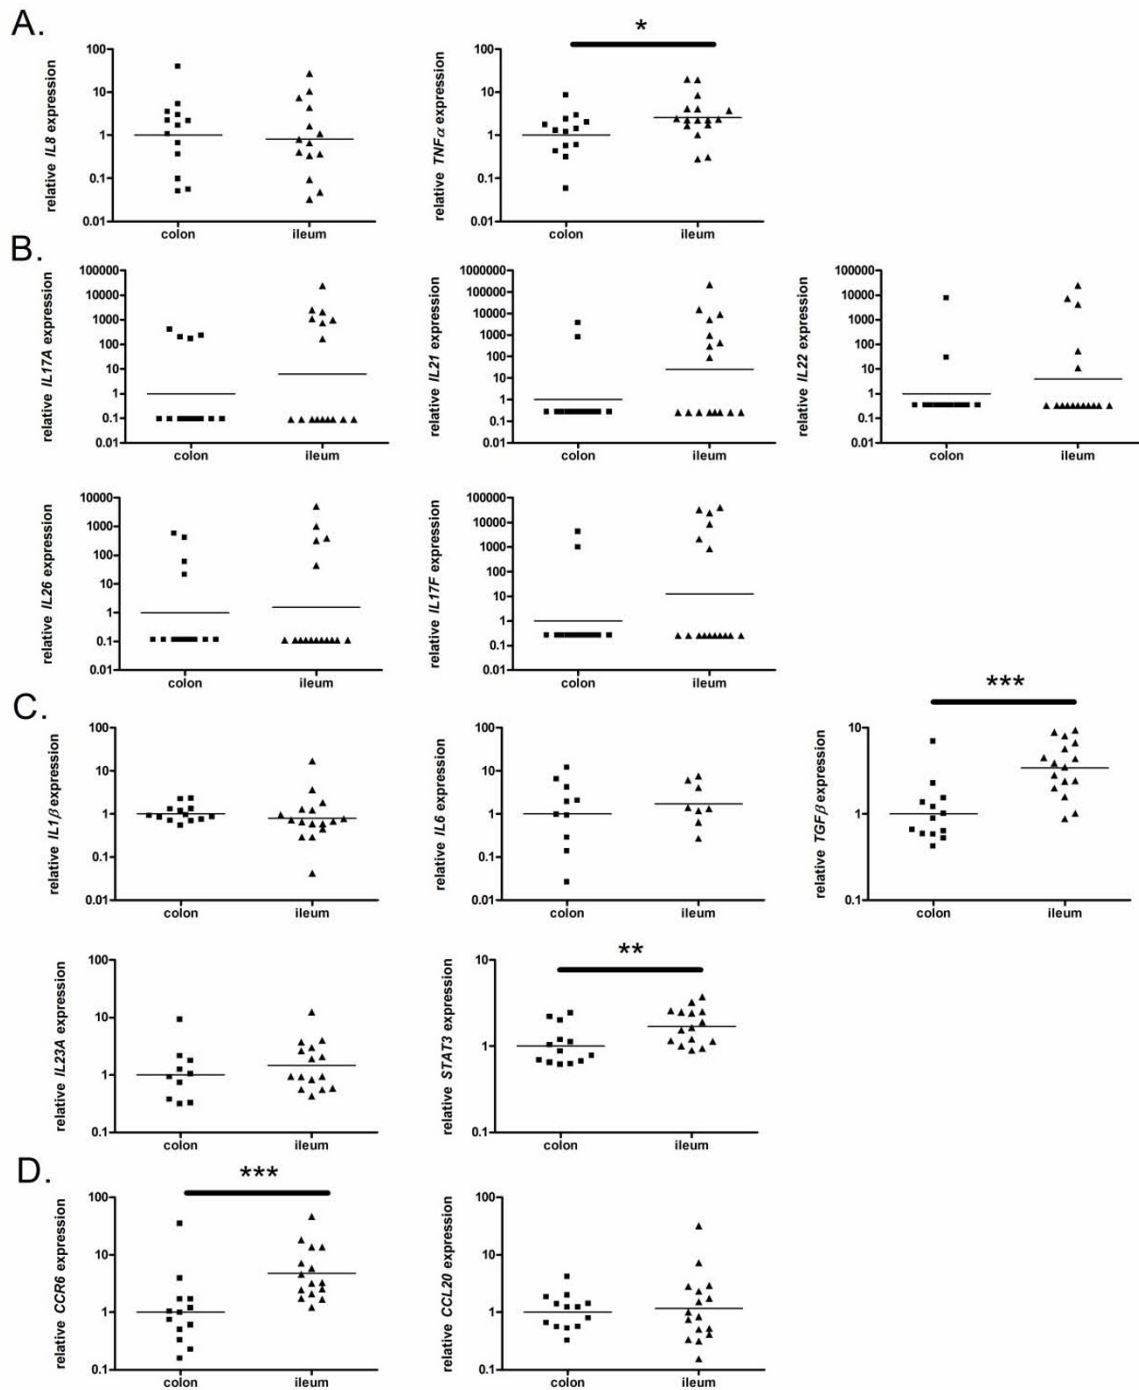 A.
*
100
10
1
0.1
0.01
relative IL8 expression
colon
ileum
100
10
1
0.1
0.01
relative TNFα expression
colon
ileum
B.
100000
10000
1000
100
10
1
0.1
0.01
relative IL17A expression
colon
ileum
1000000
100000
10000
1000
100
10
1
0.1
0.01
relative IL21 expression
colon
ileum
100000
10000
1000
100
10
1
0.1
0.01
relative IL22 expression
colon
ileum
10000
1000
100
10
1
0.1
0.01
relative IL26 expression
colon
ileum
100000
10000
1000
100
10
1
0.1
0.01
relative IL17F expression
colon
ileum
C.
***
100
10
1
0.1
0.01
relative IL1β expression
colon
ileum
100
10
1
0.1
0.01
relative IL6 expression
colon
ileum
10
1
0.1
relative TGFβ expression
colon
ileum
**
100
10
1
0.1
relative IL23A expression
colon
ileum
10
1
0.1
relative STAT3 expression
colon
ileum
D.
***
100
10
1
0.1
relative CCR6 expression
colon
ileum
100
10
1
0.1
relative CCL20 expression
colon
ileum